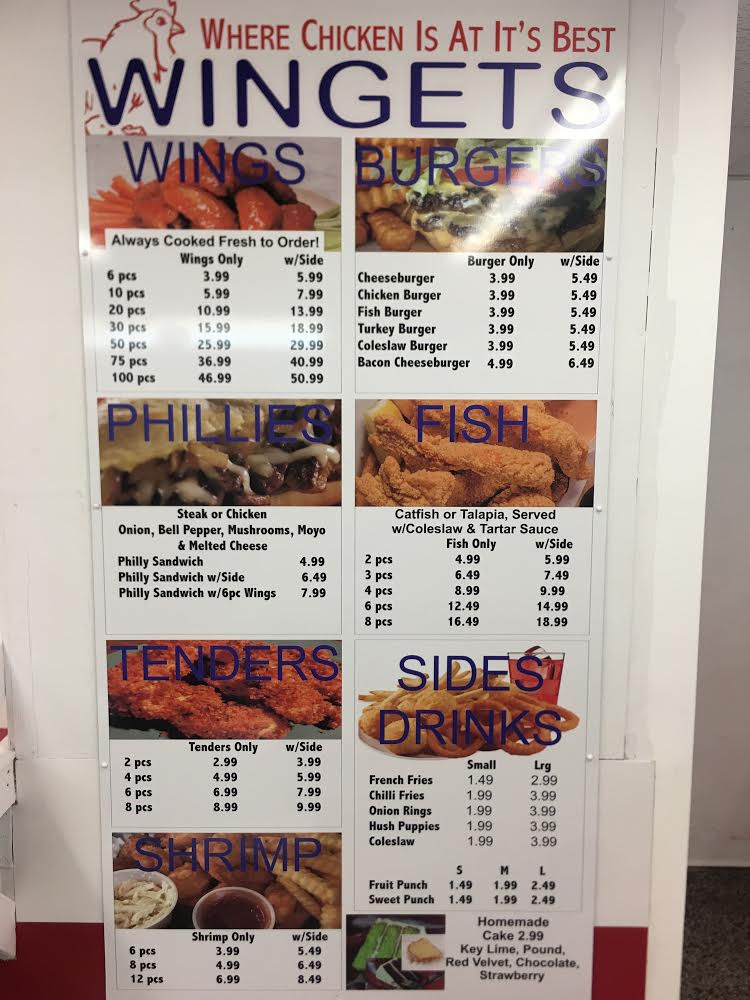 WHERE CHICKEN IS AT IT'S BEST
WINGETS
WINGS
Always Cooked Fresh to Order!
Wings Only w/Side
6 pcs 3.99 5.99
10 pcs 5.99 7.99
20 pcs 10.99 13.99
30 pcs 15.99 18.99
50 pcs 25.99 29.99
75 pcs 36.99 40.99
100 pcs 46.99 50.99
BURGERS
Burger Only w/Side
Cheeseburger 3.99 5.49
Chicken Burger 3.99 5.49
Fish Burger 3.99 5.49
Turkey Burger 3.99 5.49
Coleslaw Burger 3.99 5.49
Bacon Cheeseburger 4.99 6.49
PHILLIES
Steak or Chicken
Onion, Bell Pepper, Mushrooms, Moyo
& Melted Cheese
Philly Sandwich 4.99
Philly Sandwich w/Side 6.49
Philly Sandwich w/6pc Wings 7.99
FISH
Catfish or Talapia, Served
w/Coleslaw & Tartar Sauce
Fish Only w/Side
2 pcs 4.99 5.99
3 pcs 6.49 7.49
4 pcs 8.99 9.99
6 pcs 12.49 14.99
8 pcs 16.49 18.99
TENDERS
Tenders Only w/Side
2 pcs 2.99 3.99
4 pcs 4.99 5.99
6 pcs 6.99 7.99
8 pcs 8.99 9.99
SIDES
DRINKS
Small Lrg
French Fries 1.49 2.99
Chilli Fries 1.99 3.99
Onion Rings 1.99 3.99
Hush Puppies 1.99 3.99
Coleslaw 1.99 3.99
S M L
Fruit Punch 1.49 1.99 2.49
Sweet Punch 1.49 1.99 2.49
SHRIMP
Shrimp Only w/Side
6 pcs 3.99 5.49
8 pcs 4.99 6.49
12 pcs 6.99 8.49
Homemade
Cake 2.99
Key Lime, Pound,
Red Velvet, Chocolate,
Strawberry